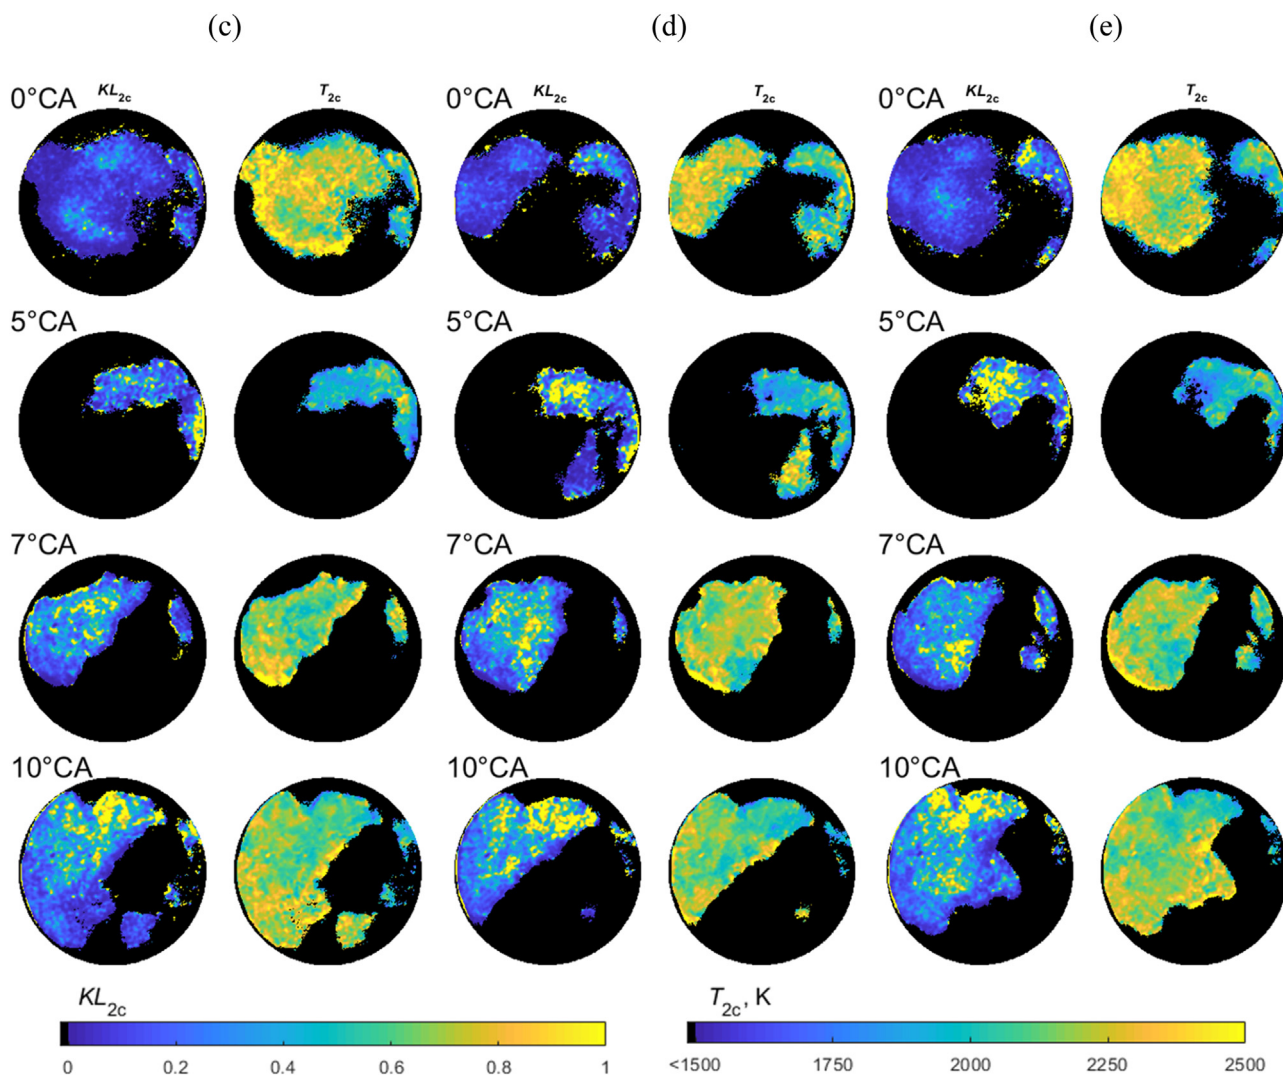 (c) (d) (e)
0°CA KL2c T2c 0°CA KL2c T2c 0°CA KL2c T2c
5°CA 5°CA 5°CA
7°CA 7°CA 7°CA
10°CA 10°CA 10°CA
KL2c T2c, K
0 0.2 0.4 0.6 0.8 1 <1500 1750 2000 2250 2500